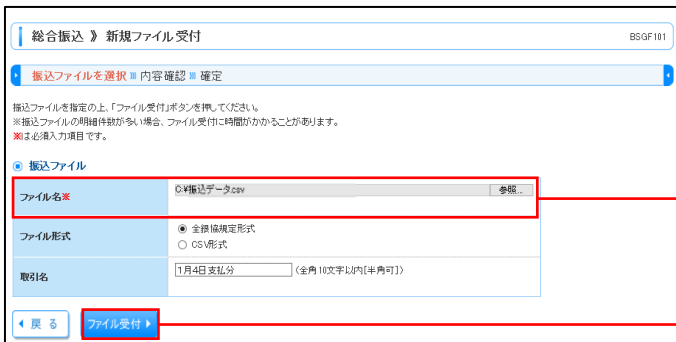 総合振込 》 新規ファイル受付
BSGF101
振込ファイルを選択 ⫸ 内容確認 ⫸ 確定
振込ファイルを指定の上、「ファイル受付」ボタンを押してください。
※振込ファイルの明細件数が多い場合、ファイル受付に時間がかかることがあります。
※は必須入力項目です。
振込ファイル
ファイル名※
C:¥振込データ.csv
参照...
ファイル形式
全銀協規定形式
CSV形式
取引名
1月4日支払分
(全角10文字以内[半角可])
戻 る
ファイル受付